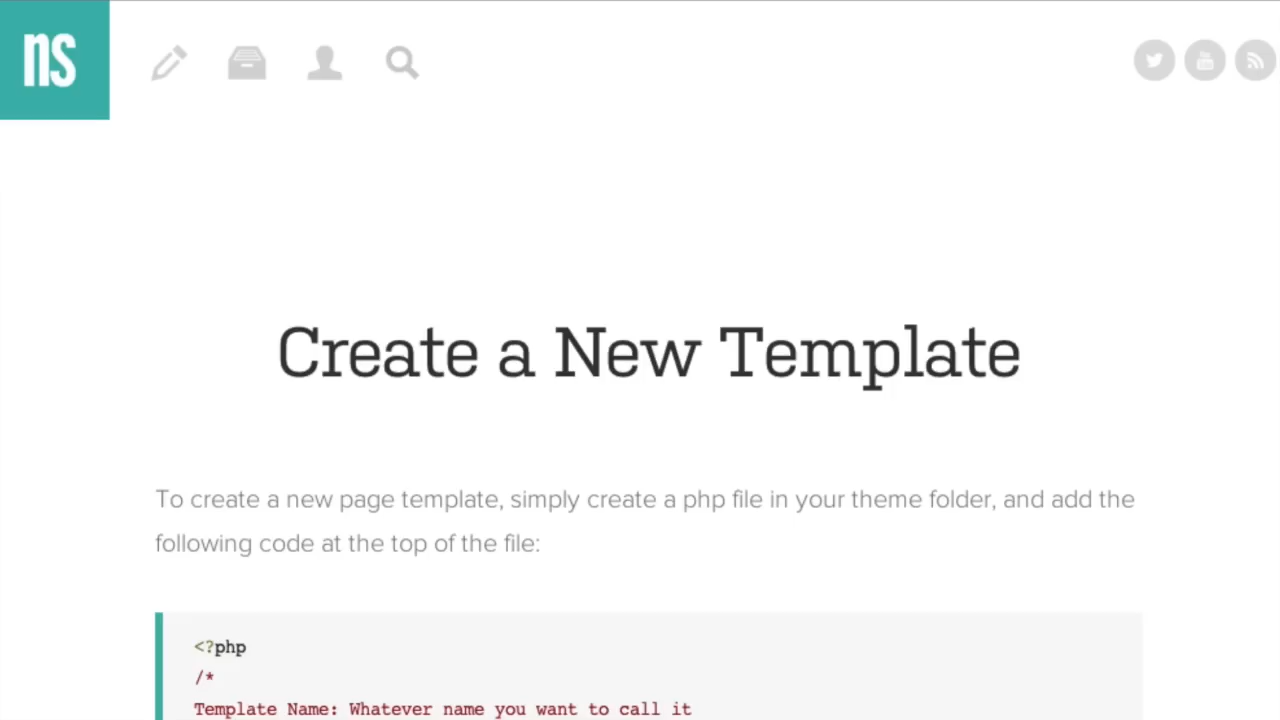 ns
Create a New Template
To create a new page template, simply create a php file in your theme folder, and add the
following code at the top of the file:
<?php
/*
Template Name: Whatever name you want to call it